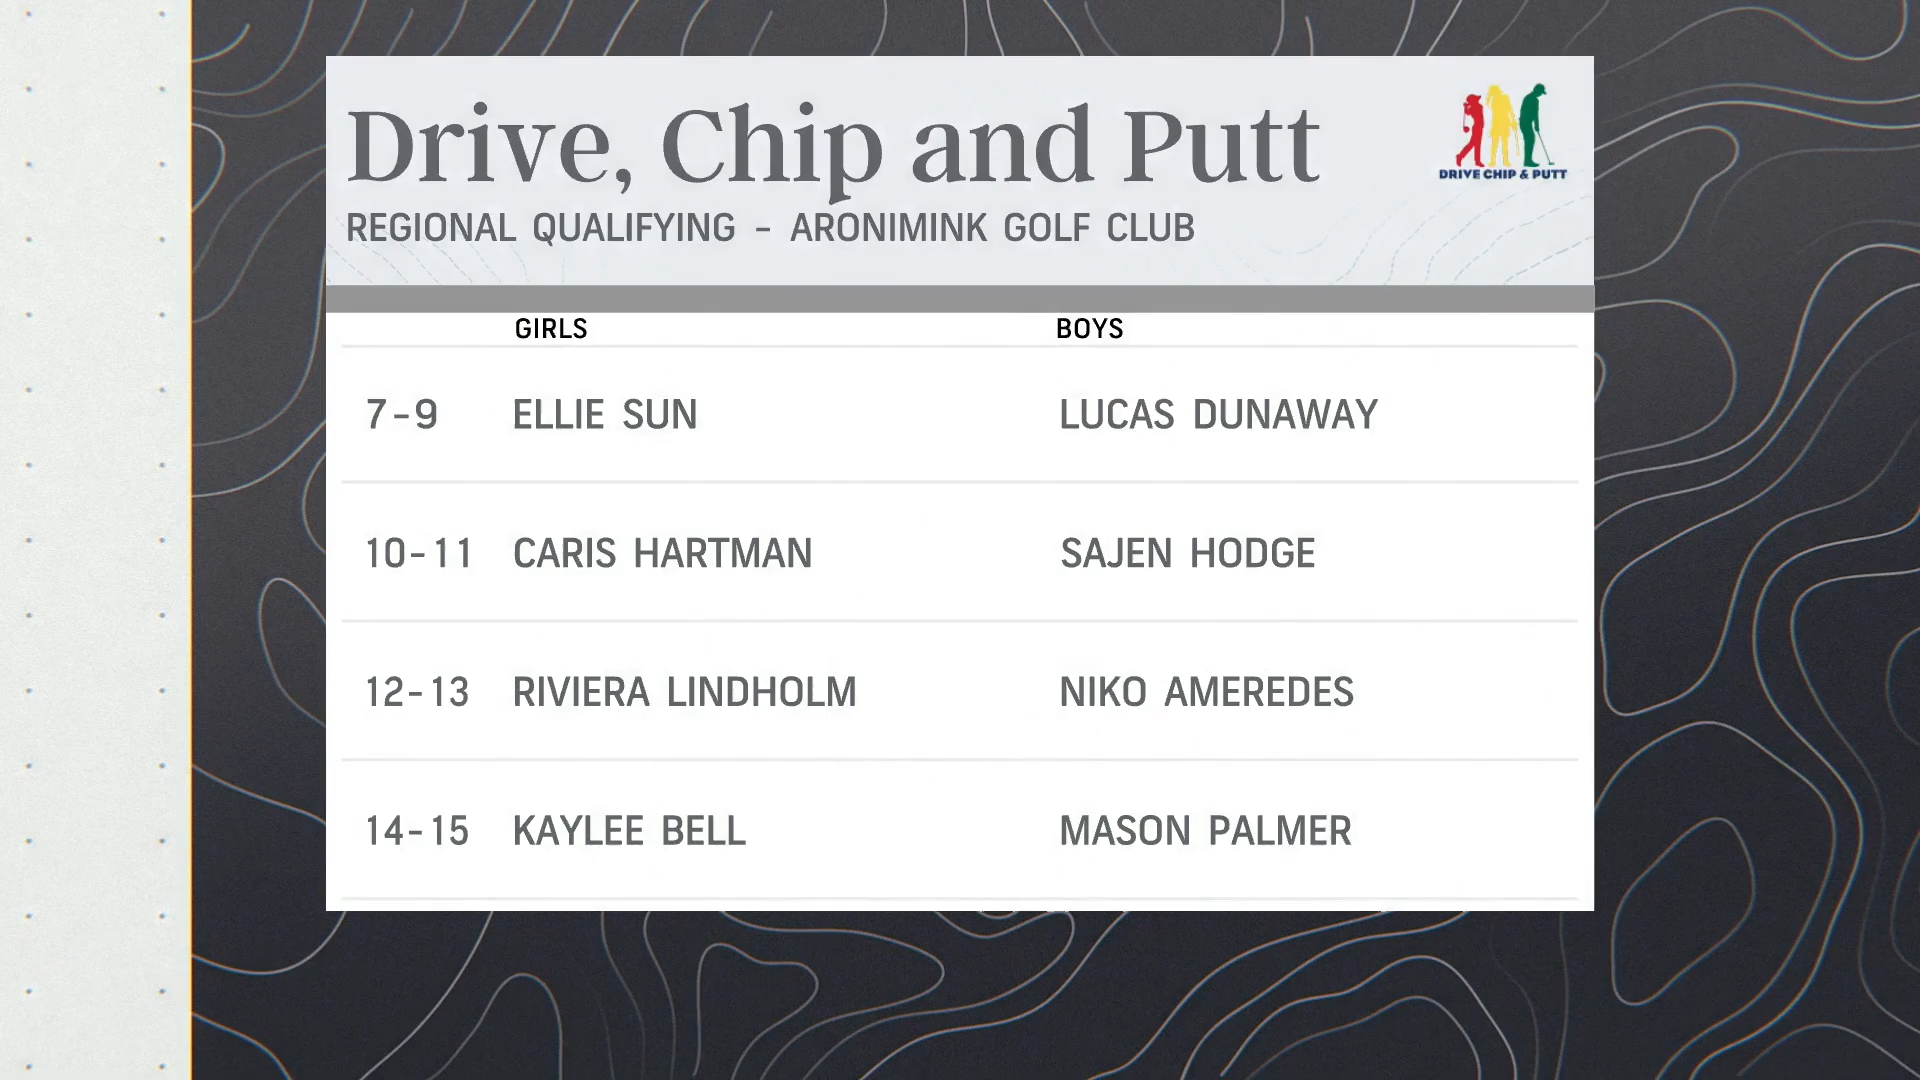 Drive, Chip and Putt
DRIVE CHIP & PUTT
REGIONAL QUALIFYING - ARONIMINK GOLF CLUB
GIRLS BOYS
7-9 ELLIE SUN LUCAS DUNAWAY
10-11 CARIS HARTMAN SAJEN HODGE
12-13 RIVIERA LINDHOLM NIKO AMEREDES
14-15 KAYLEE BELL MASON PALMER